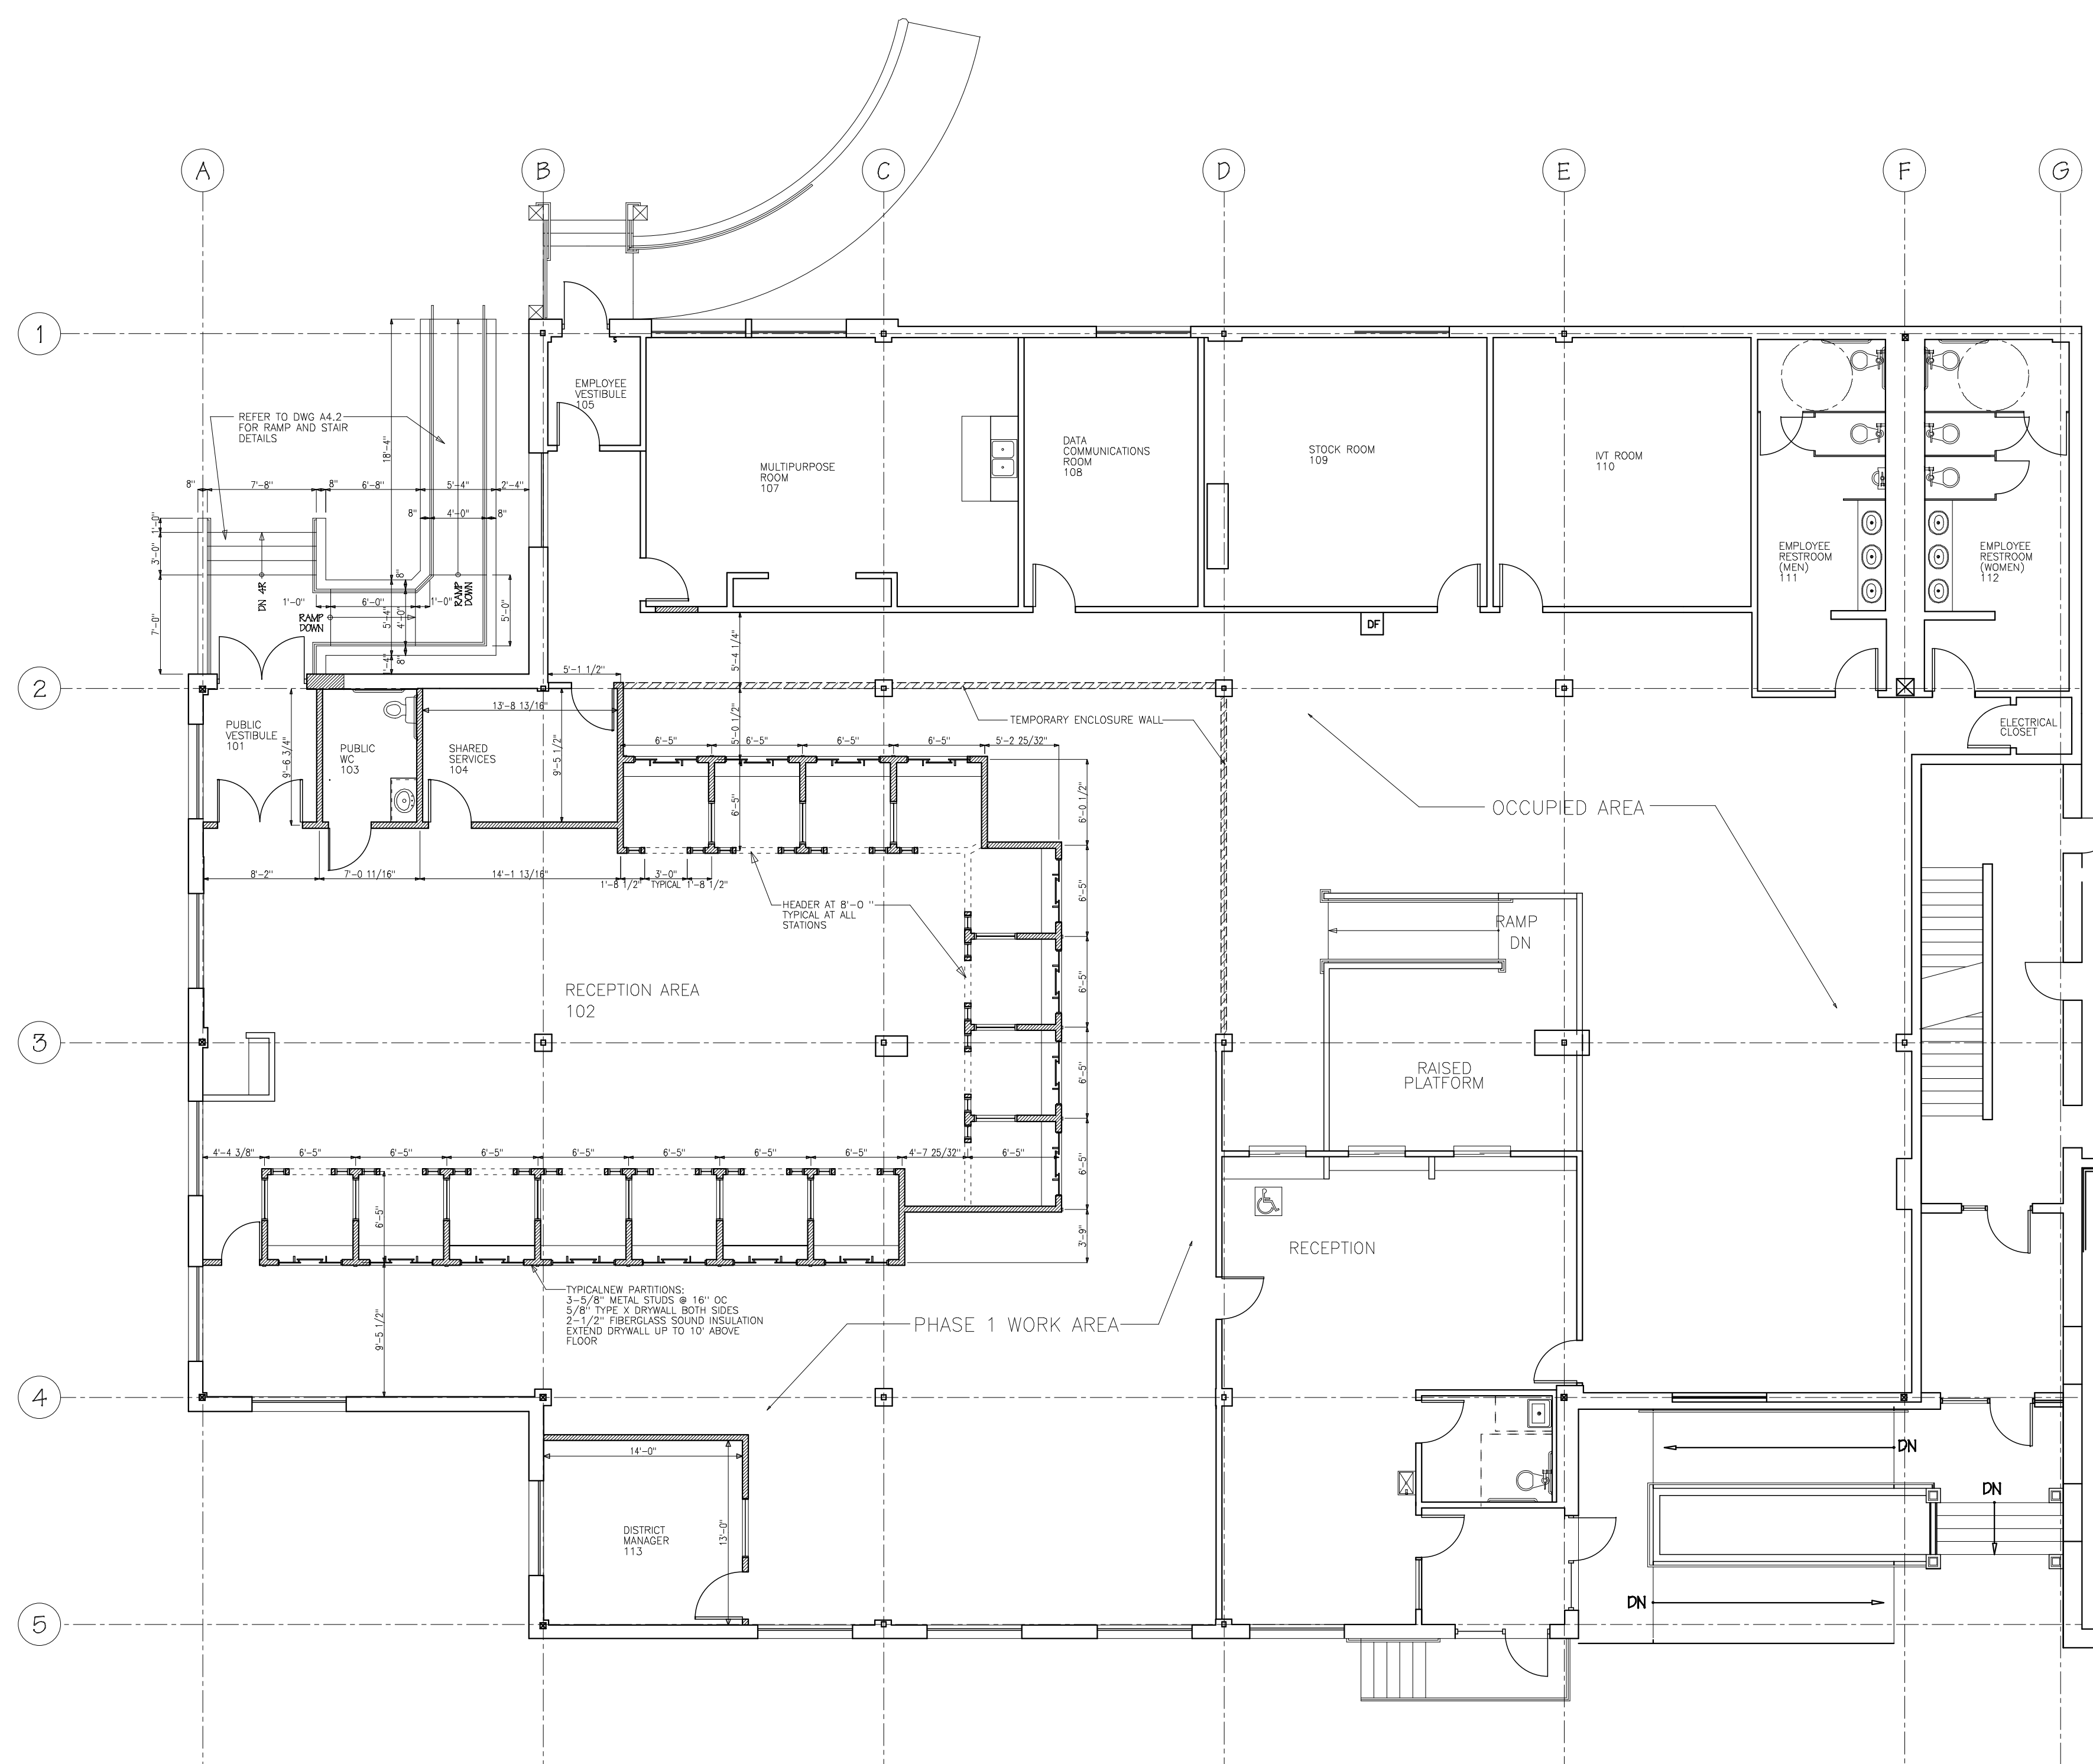 A
B
C
D
E
F
G
1
EMPLOYEE
VESTIBULE
105
REFER TO DWG A4.2
FOR RAMP AND STAIR
DETAILS
MULTIPURPOSE
ROOM
107
DATA
COMMUNICATIONS
ROOM
108
STOCK ROOM
109
IVT ROOM
110
18'-4"
8"
7'-8"
8"
6'-8"
5'-4"
2'-4"
8"
4'-0"
8"
1'-0"
3'-0"
7'-0"
DN 4R
RAMP
DOWN
8"
1'-0"
6'-0"
1'-0"
RAMP
DOWN
5'-4"
4'-0"
5'-0"
1'-4"
8"
EMPLOYEE
RESTROOM
(MEN)
111
EMPLOYEE
RESTROOM
(WOMEN)
112
DF
5'-4 1/4"
5'-1 1/2"
2
PUBLIC
VESTIBULE
101
9'-6 3/4"
PUBLIC
WC
103
13'-8 13/16"
SHARED
SERVICES
104
9'-5 1/2"
5'-0 1/2"
TEMPORARY ENCLOSURE WALL
ELECTRICAL
CLOSET
6'-5"
6'-5"
6'-5"
6'-5"
5'-2 25/32"
6'-5"
6'-0 1/2"
OCCUPIED AREA
8'-2"
7'-0 11/16"
14'-1 13/16"
1'-8 1/2"
3'-0"
TYPICAL
1'-8 1/2"
HEADER AT 8'-0 "
TYPICAL AT ALL
STATIONS
6'-5"
RAMP
DN
RECEPTION AREA
102
6'-5"
3
6'-5"
RAISED
PLATFORM
4'-4 3/8"
6'-5"
6'-5"
6'-5"
6'-5"
6'-5"
6'-5"
6'-5"
4'-7 25/32"
6'-5"
6'-5"
6'-5"
3'-9"
RECEPTION
TYPICALNEW PARTITIONS:
3-5/8" METAL STUDS @ 16" OC
5/8" TYPE X DRYWALL BOTH SIDES
2-1/2" FIBERGLASS SOUND INSULATION
EXTEND DRYWALL UP TO 10' ABOVE
FLOOR
9'-5 1/2"
PHASE 1 WORK AREA
4
14'-0"
13'-0"
DISTRICT
MANAGER
113
DN
DN
DN
5